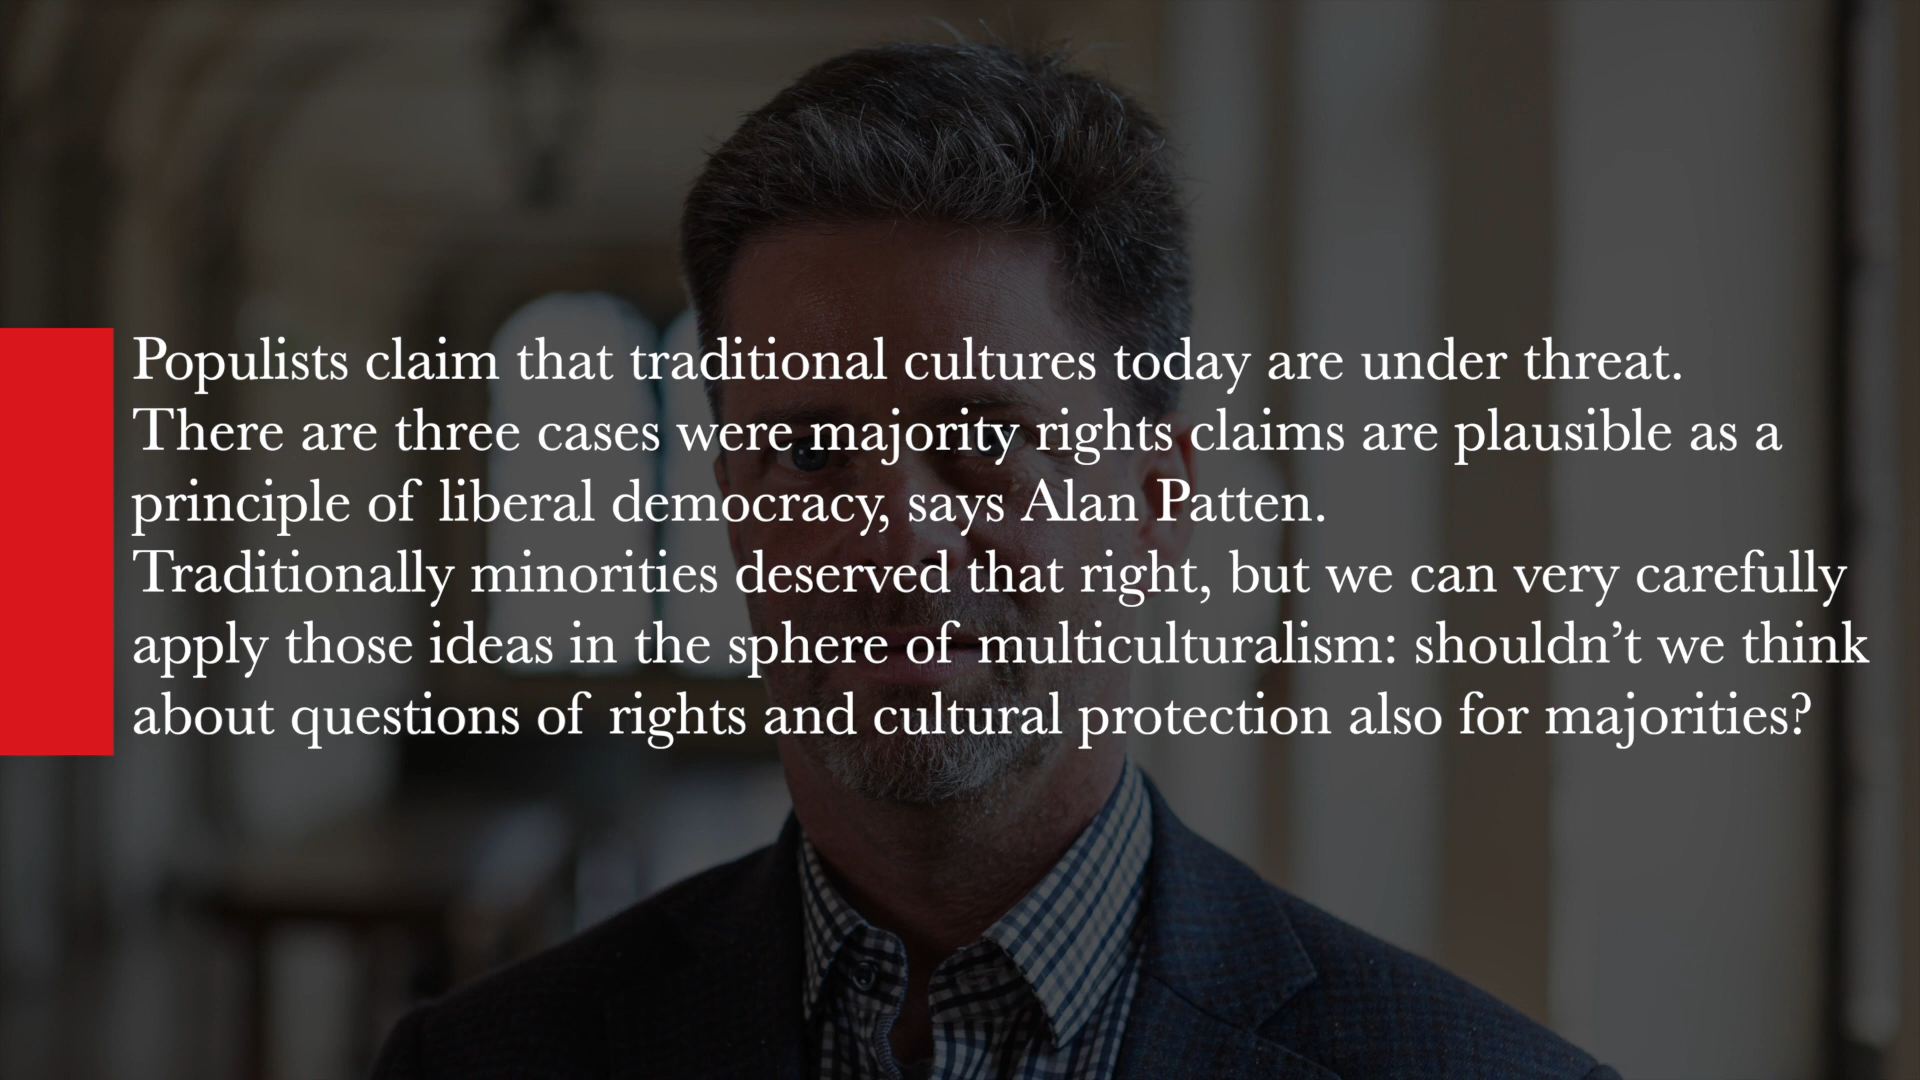 Populists claim that traditional cultures today are under threat.
There are three cases were majority rights claims are plausible as a
principle of liberal democracy, says Alan Patten.
Traditionally minorities deserved that right, but we can very carefully
apply those ideas in the sphere of multiculturalism: shouldn’t we think
about questions of rights and cultural protection also for majorities?